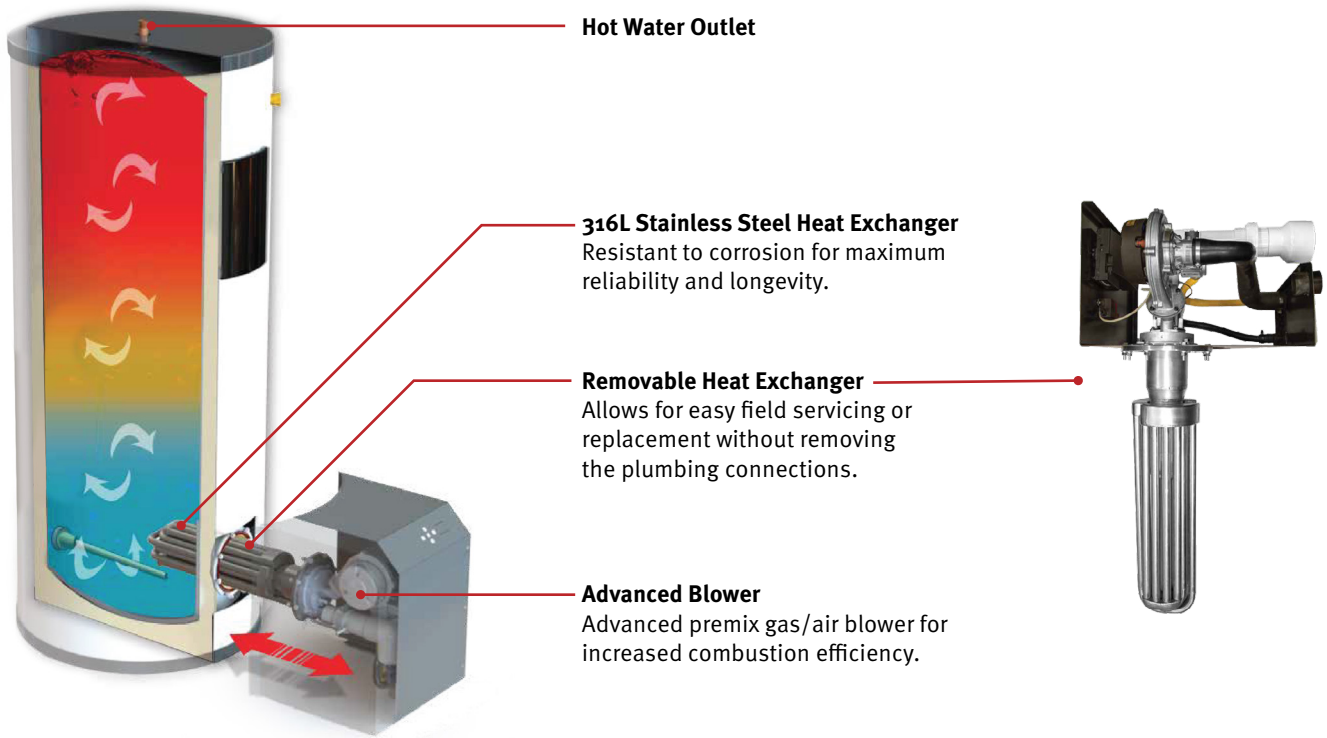 Hot Water Outlet
316L Stainless Steel Heat Exchanger
Resistant to corrosion for maximum
reliability and longevity.
Removable Heat Exchanger
Allows for easy field servicing or
replacement without removing
the plumbing connections.
Advanced Blower
Advanced premix gas/air blower for
increased combustion efficiency.